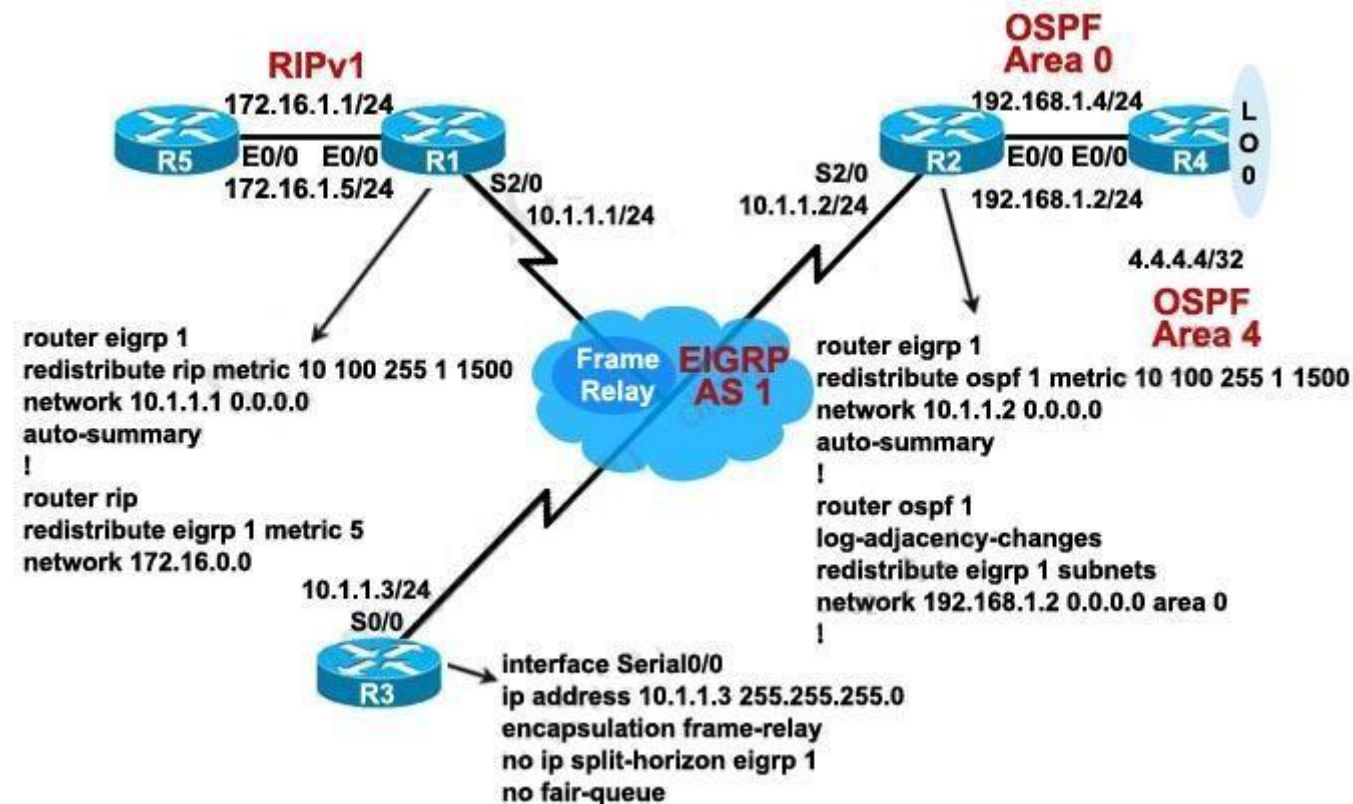 RIPv1
172.16.1.1/24
R5
E0/0
E0/0
R1
172.16.1.5/24
S2/0
10.1.1.1/24
OSPF
Area 0
192.168.1.4/24
R2
E0/0
E0/0
R4
LO0
S2/0
10.1.1.2/24
192.168.1.2/24
4.4.4.4/32
OSPF
Area 4
router eigrp 1
redistribute rip metric 10 100 255 1 1500
network 10.1.1.1 0.0.0.0
auto-summary
!
router rip
redistribute eigrp 1 metric 5
network 172.16.0.0
Frame
Relay
EIGRP
AS 1
router eigrp 1
redistribute ospf 1 metric 10 100 255 1 1500
network 10.1.1.2 0.0.0.0
auto-summary
!
router ospf 1
log-adjacency-changes
redistribute eigrp 1 subnets
network 192.168.1.2 0.0.0.0 area 0
!
10.1.1.3/24
S0/0
R3
interface Serial0/0
ip address 10.1.1.3 255.255.255.0
encapsulation frame-relay
no ip split-horizon eigrp 1
no fair-queue